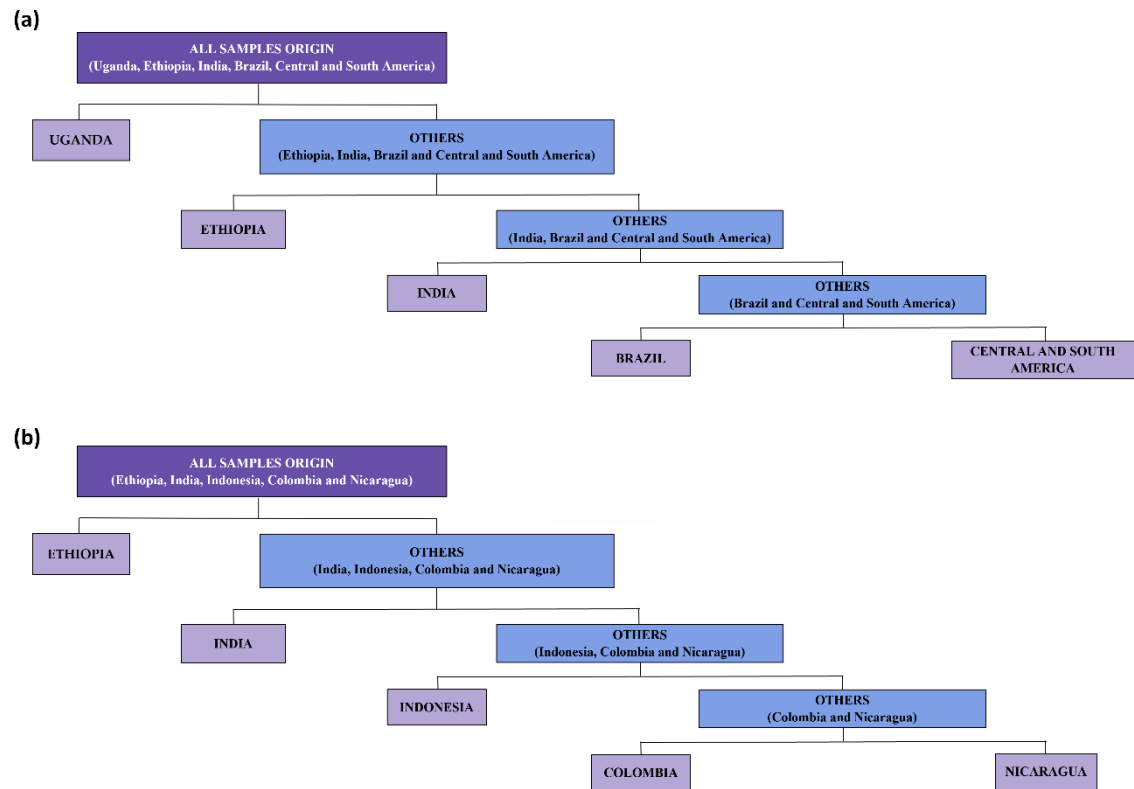 (a)
ALL SAMPLES ORIGIN
(Uganda, Ethiopia, India, Brazil, Central and South America)
UGANDA
OTHERS
(Ethiopia, India, Brazil and Central and South America)
ETHIOPIA
OTHERS
(India, Brazil and Central and South America)
INDIA
OTHERS
(Brazil and Central and South America)
BRAZIL
CENTRAL AND SOUTH
AMERICA
(b)
ALL SAMPLES ORIGIN
(Ethiopia, India, Indonesia, Colombia and Nicaragua)
ETHIOPIA
OTHERS
(India, Indonesia, Colombia and Nicaragua)
INDIA
OTHERS
(Indonesia, Colombia and Nicaragua)
INDONESIA
OTHERS
(Colombia and Nicaragua)
COLOMBIA
NICARAGUA